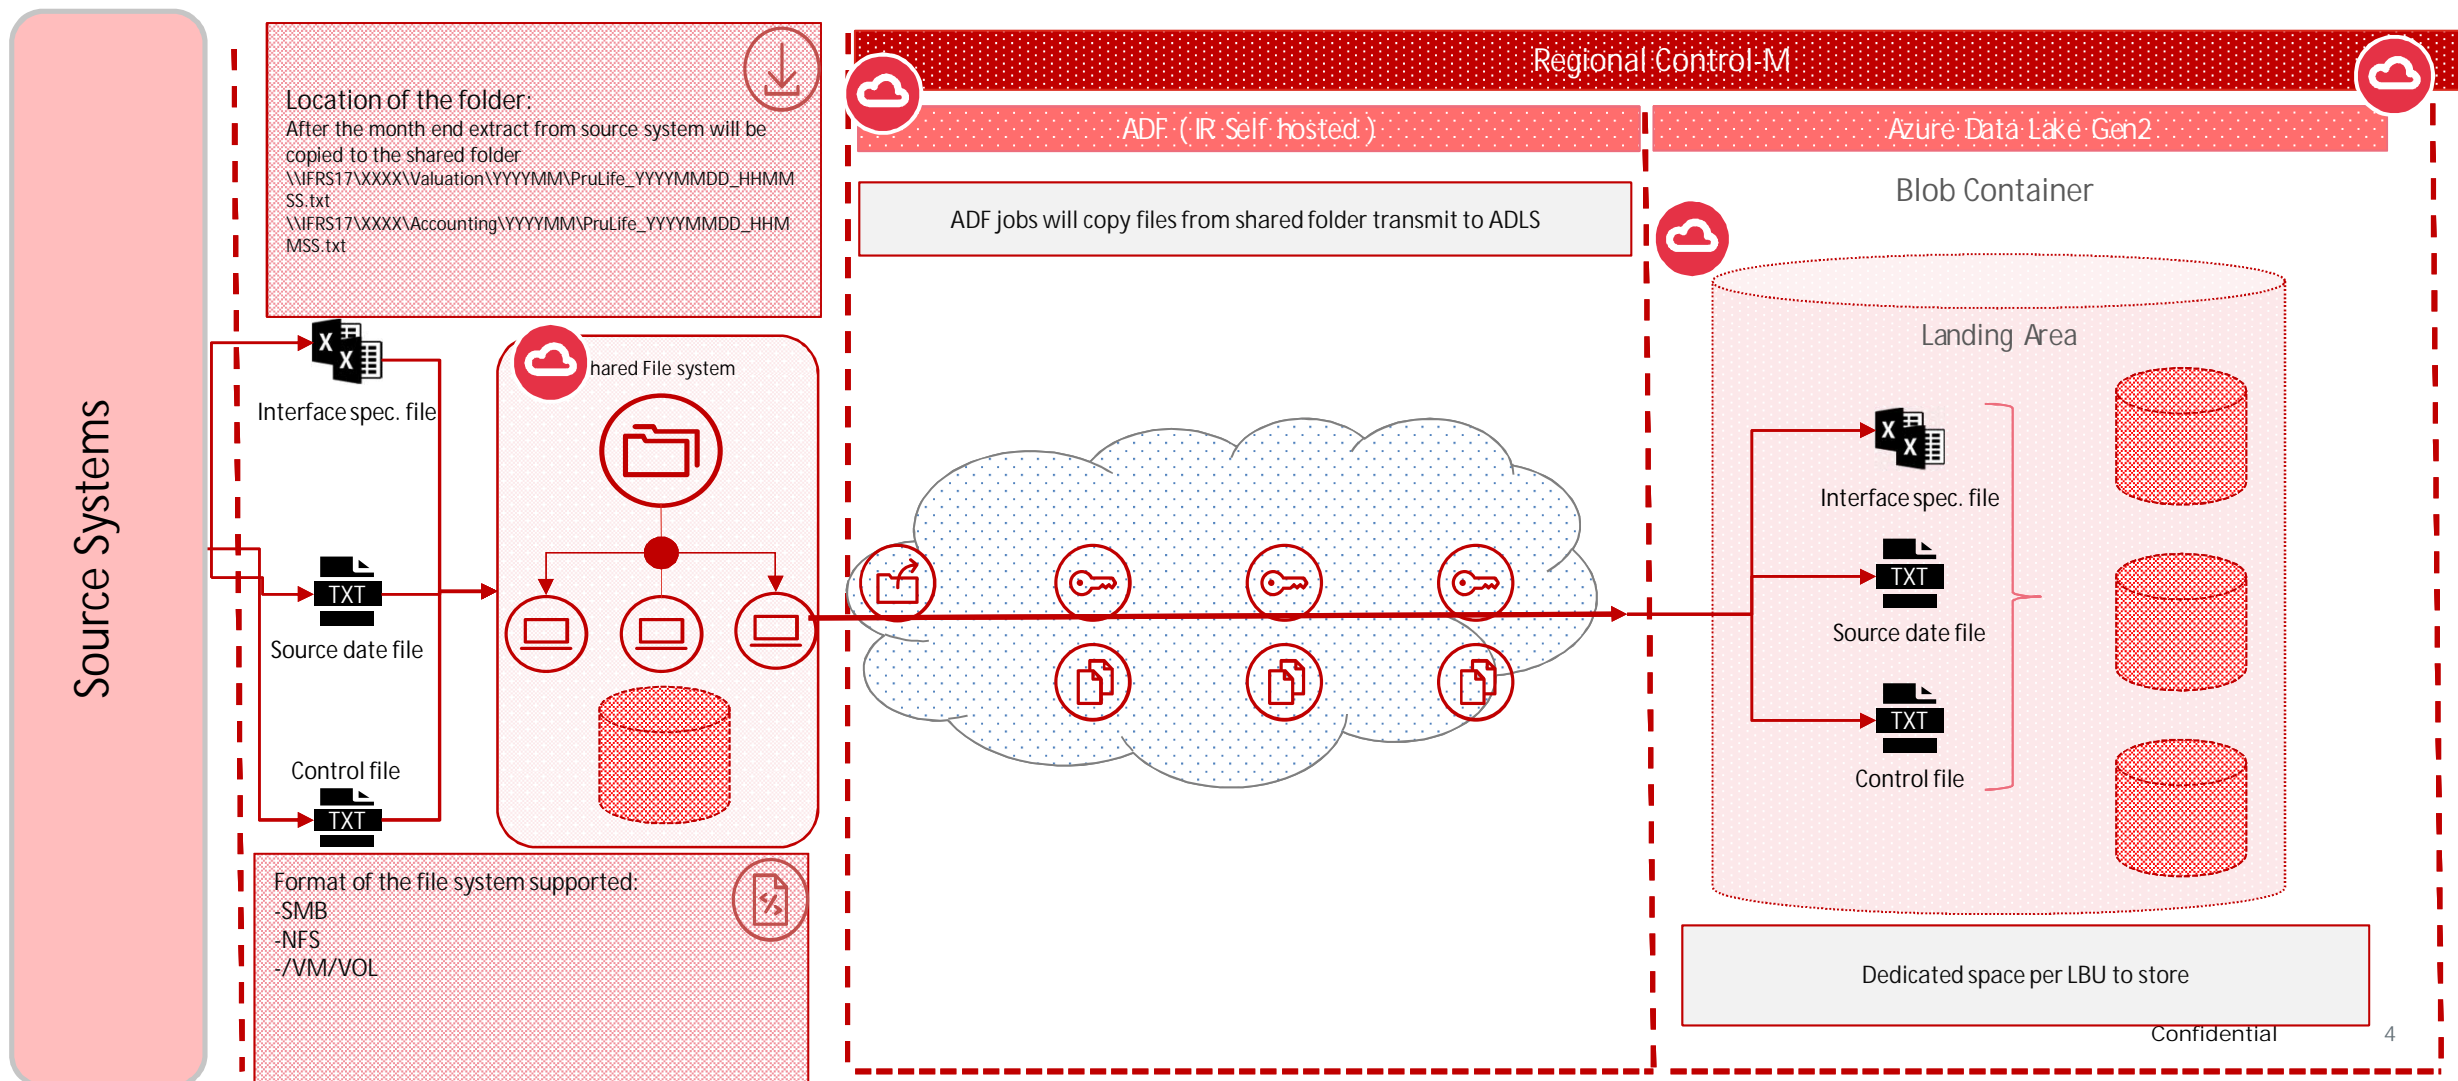 Source Systems
Location of the folder:
After the month end extract from source system will be
copied to the shared folder
\\IFRS17\XXXX\Valuation\YYYYMM\PruLife_YYYYMMDD_HHMM
SS.txt
\\IFRS17\XXXX\Accounting\YYYYMM\PruLife_YYYYMMDD_HHM
MSS.txt
X
X
Interface spec. file
TXT
Source date file
Control file
TXT
hared File system
Format of the file system supported:
-SMB
-NFS
-/VM/VOL
Regional Control-M
ADF ( IR Self hosted )
ADF jobs will copy files from shared folder transmit to ADLS
Azure Data Lake Gen2
Blob Container
Landing Area
X
X
Interface spec. file
TXT
Source date file
TXT
Control file
Dedicated space per LBU to store
Confidential
4